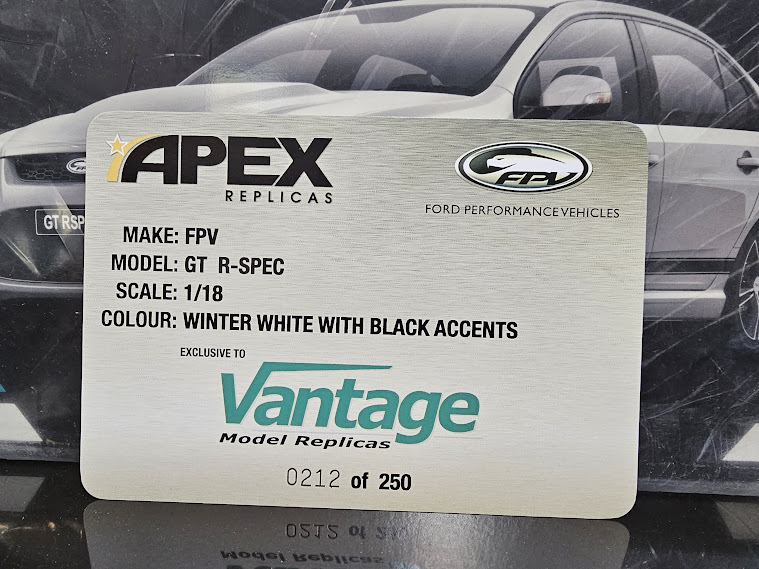 APEX
REPLICAS
FPV
FORD PERFORMANCE VEHICLES
MAKE: FPV
MODEL: GT R-SPEC
SCALE: 1/18
COLOUR: WINTER WHITE WITH BLACK ACCENTS
EXCLUSIVE TO
Vantage
Model Replicas
0212 of 250
GT RSP